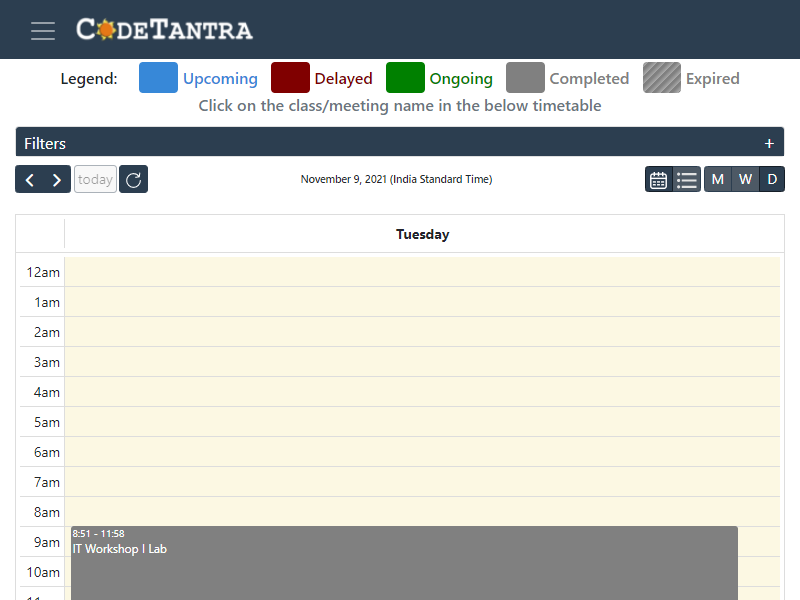 CODETANTRA
Legend: Upcoming Delayed Ongoing Completed Expired
Click on the class/meeting name in the below timetable
Filters +
today November 9, 2021 (India Standard Time) M W D
Tuesday
12am
1am
2am
3am
4am
5am
6am
7am
8am
8:51 - 11:58
9am IT Workshop I Lab
10am